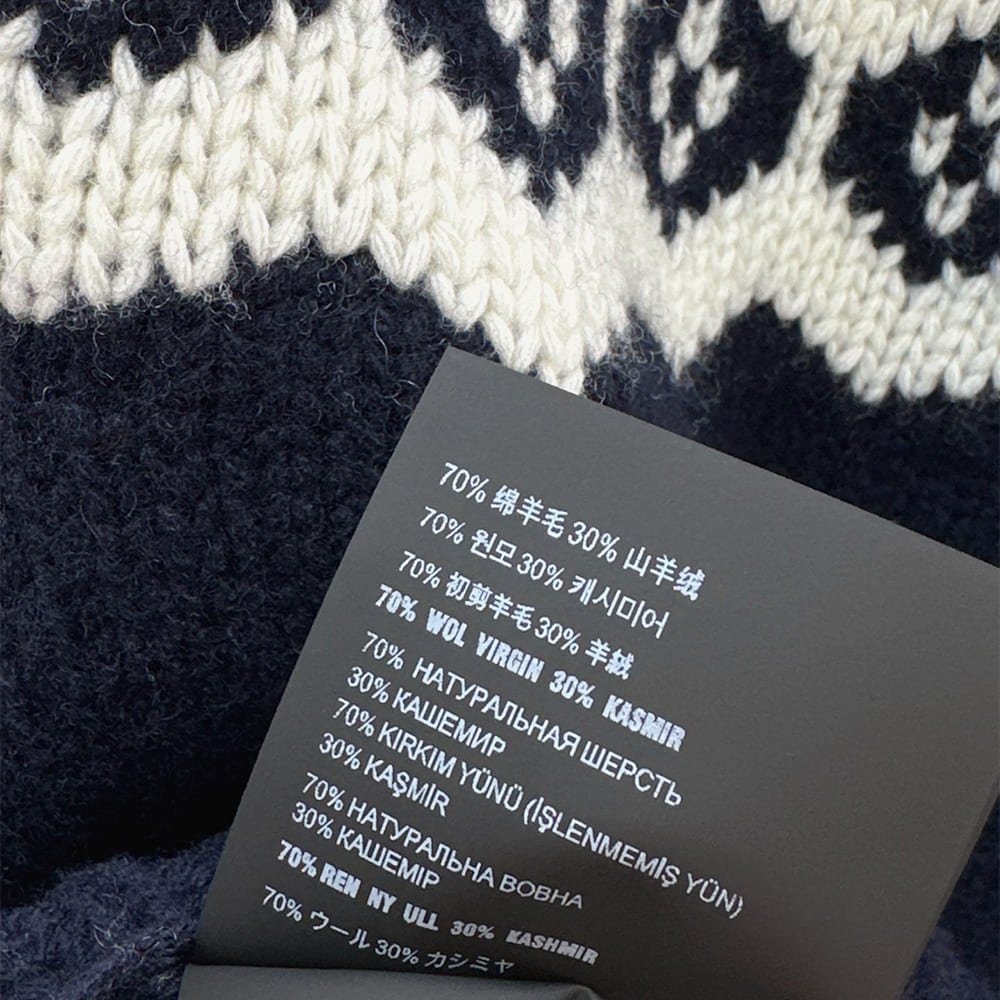 70% 绵羊毛 30% 山羊绒
70% 원모 30% 캐시미어
70% 初剪羊毛 30% 羊绒
70% WOL VIRGIN 30% KASMIR
70% НАТУРАЛЬНАЯ ШЕРСТЬ
30% КАШЕМИР
70% KIRKIM YÜNÜ (İŞLENMEMİŞ YÜN)
30% KAŞMIR
70% НАТУРАЛЬНА ВОВНА
30% КАШЕМІР
70% REN NY ULL 30% KASHMIR
70% ウール 30% カシミヤ